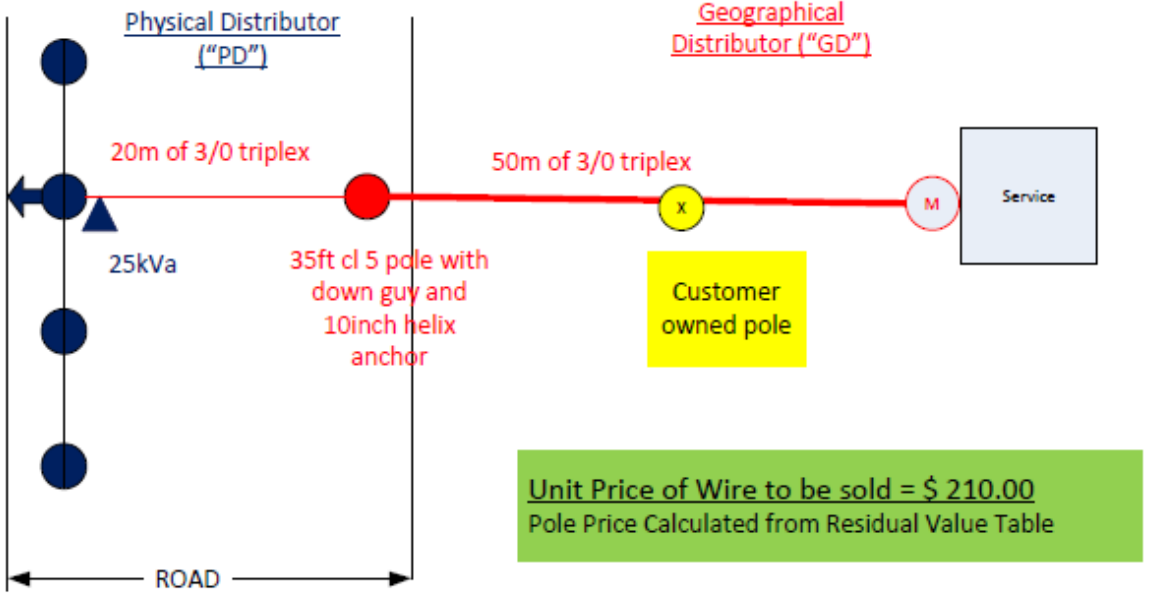 Physical Distributor
("PD")
Geographical
Distributor ("GD")
20m of 3/0 triplex
50m of 3/0 triplex
X
M
Service
25kVa
35ft cl 5 pole with
down guy and
10inch helix
anchor
Customer
owned pole
Unit Price of Wire to be sold = $ 210.00
Pole Price Calculated from Residual Value Table
ROAD